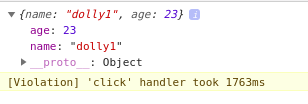 ▼ {name: "dolly1", age: 23} i
age: 23
name: "dolly1"
▶ __proto__: Object
[Violation] 'click' handler took 1763ms